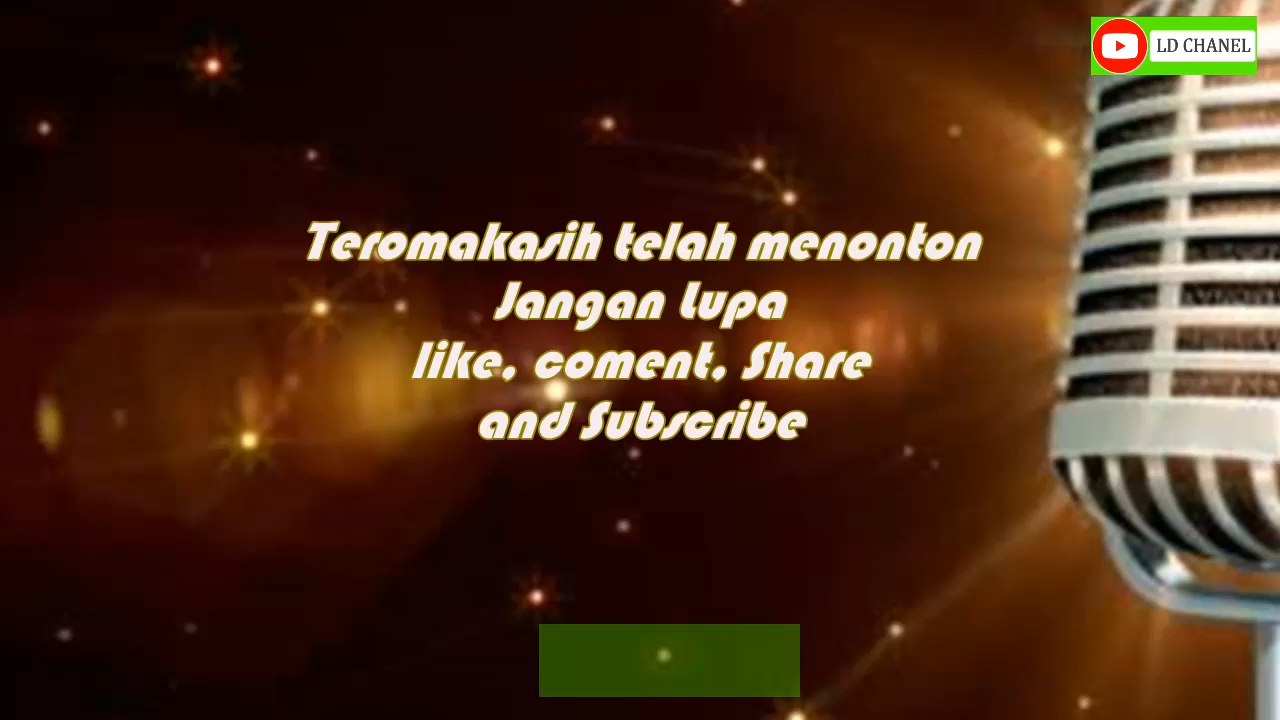 LD CHANEL
Teromakasih telah menonton
Jangan Lupa
like, coment, Share
and Subscribe